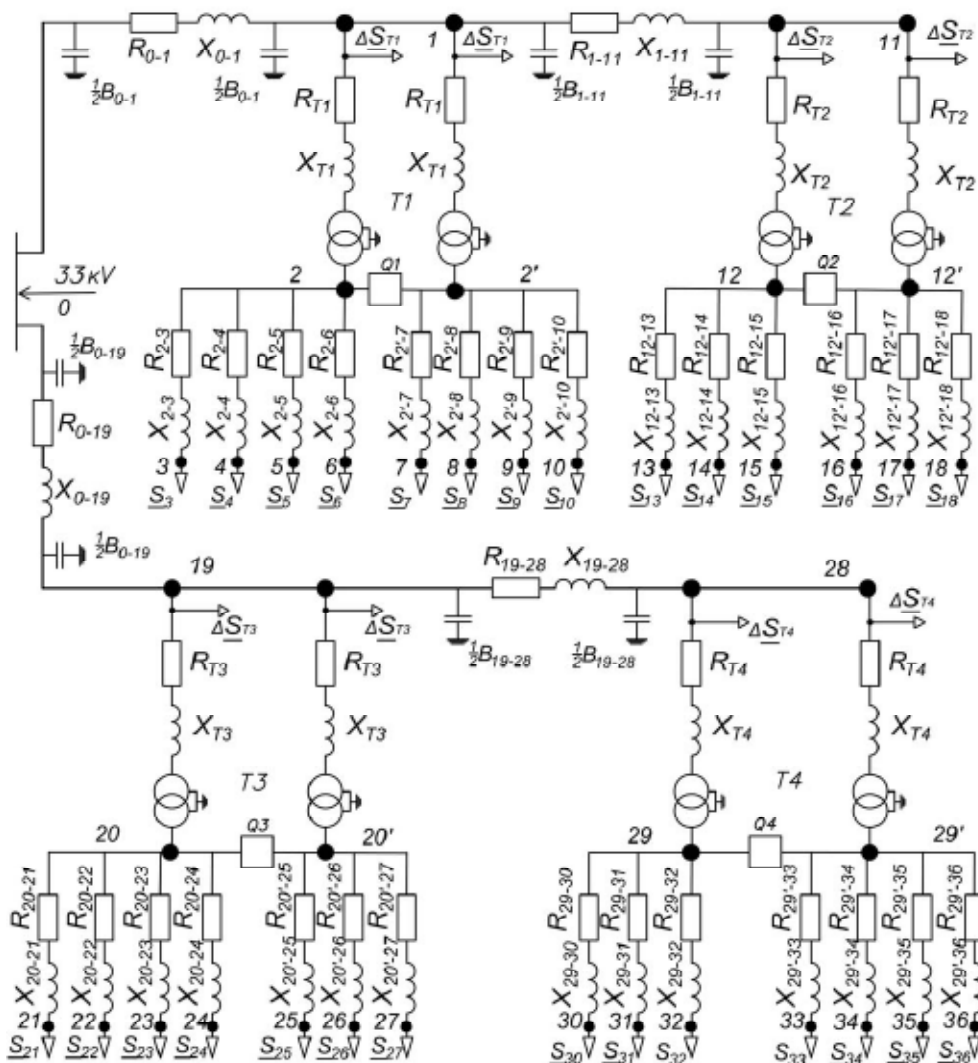 R0-1 X0-1 1 ΔST1 ΔST1 R1-11 X1-11 ΔST2 11 ΔST2
½B0-1 ½B0-1 ½B1-11 ½B1-11
RT1 RT1 RT2 RT2
XT1 XT1 XT2 XT2
T1 T2
33кV
0
2 Q1 2' 12 Q2 12'
½B0-19
R2-3 R2-4 R2-5 R2-6 R2'-7 R2'-8 R2'-9 R2'-10 R12-13 R12-14 R12-15 R12'-16 R12'-17 R12'-18
R0-19
X2-3 X2-4 X2-5 X2-6 X2'-7 X2'-8 X2'-9 X2'-10 X12-13 X12-14 X12-15 X12'-16 X12'-17 X12'-18
3 4 5 6 7 8 9 10 13 14 15 16 17 18
S3 S4 S5 S6 S7 S8 S9 S10 S13 S14 S15 S16 S17 S18
X0-19
½B0-19
19 R19-28 X19-28 28
ΔST3 ΔST3 ΔST4 ΔST4
½B19-28 ½B19-28
RT3 RT3 RT4 RT4
XT3 XT3 XT4 XT4
T3 T4
20 Q3 20' 29 Q4 29'
R20-21 R20-22 R20-23 R20-24 R20'-25 R20'-26 R20'-27 R29-30 R29-31 R29-32 R29'-33 R29'-34 R29'-35 R29'-36
X20-21 X20-22 X20-23 X20-24 X20'-25 X20'-26 X20'-27 X29-30 X29-31 X29-32 X29'-33 X29'-34 X29'-35 X29'-36
21 22 23 24 25 26 27 30 31 32 33 34 35 36
S21 S22 S23 S24 S25 S26 S27 S30 S31 S32 S33 S34 S35 S36